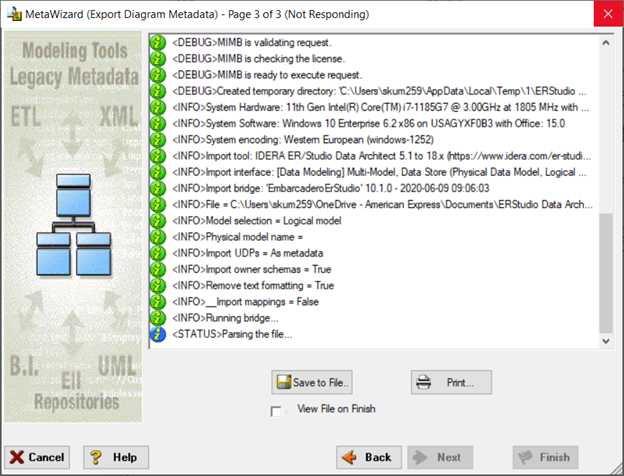 MetaWizard (Export Diagram Metadata) - Page 3 of 3 (Not Responding)
Modeling Tools
Legacy Metadata
ETL XML
B.I. EII UML
Repositories
<DEBUG>MIMB is validating request.
<DEBUG>MIMB is checking the license.
<DEBUG>MIMB is ready to execute request.
<DEBUG>Created temporary directory: 'C:\Users\skum259\AppData\Local\Temp\1\ERStudio ...
<INFO>System Hardware: 11th Gen Intel(R) Core(TM) i7-1185G7 @ 3.00GHz at 1805 MHz with ...
<INFO>System Software: Windows 10 Enterprise 6.2 x86 on USAGYXF0B3 with Office: 15.0
<INFO>System encoding: Western European (windows-1252)
<INFO>Import tool: IDERA ER/Studio Data Architect 5.1 to 18.x (https://www.idera.com/er-studi...
<INFO>Import interface: [Data Modeling] Multi-Model, Data Store (Physical Data Model, Logical ...
<INFO>Import bridge: 'EmbarcaderoErStudio' 10.1.0 - 2020-06-09 09:06:03
<INFO>File = C:\Users\skum259\OneDrive - American Express\Documents\ERStudio Data Arch...
<INFO>Model selection = Logical model
<INFO>Physical model name =
<INFO>Import UDPs = As metadata
<INFO>Import owner schemas = True
<INFO>Remove text formatting = True
<INFO>__Import mappings = False
<INFO>Running bridge...
<STATUS>Parsing the file...
Save to File.. Print...
View File on Finish
Cancel Help Back Next Finish